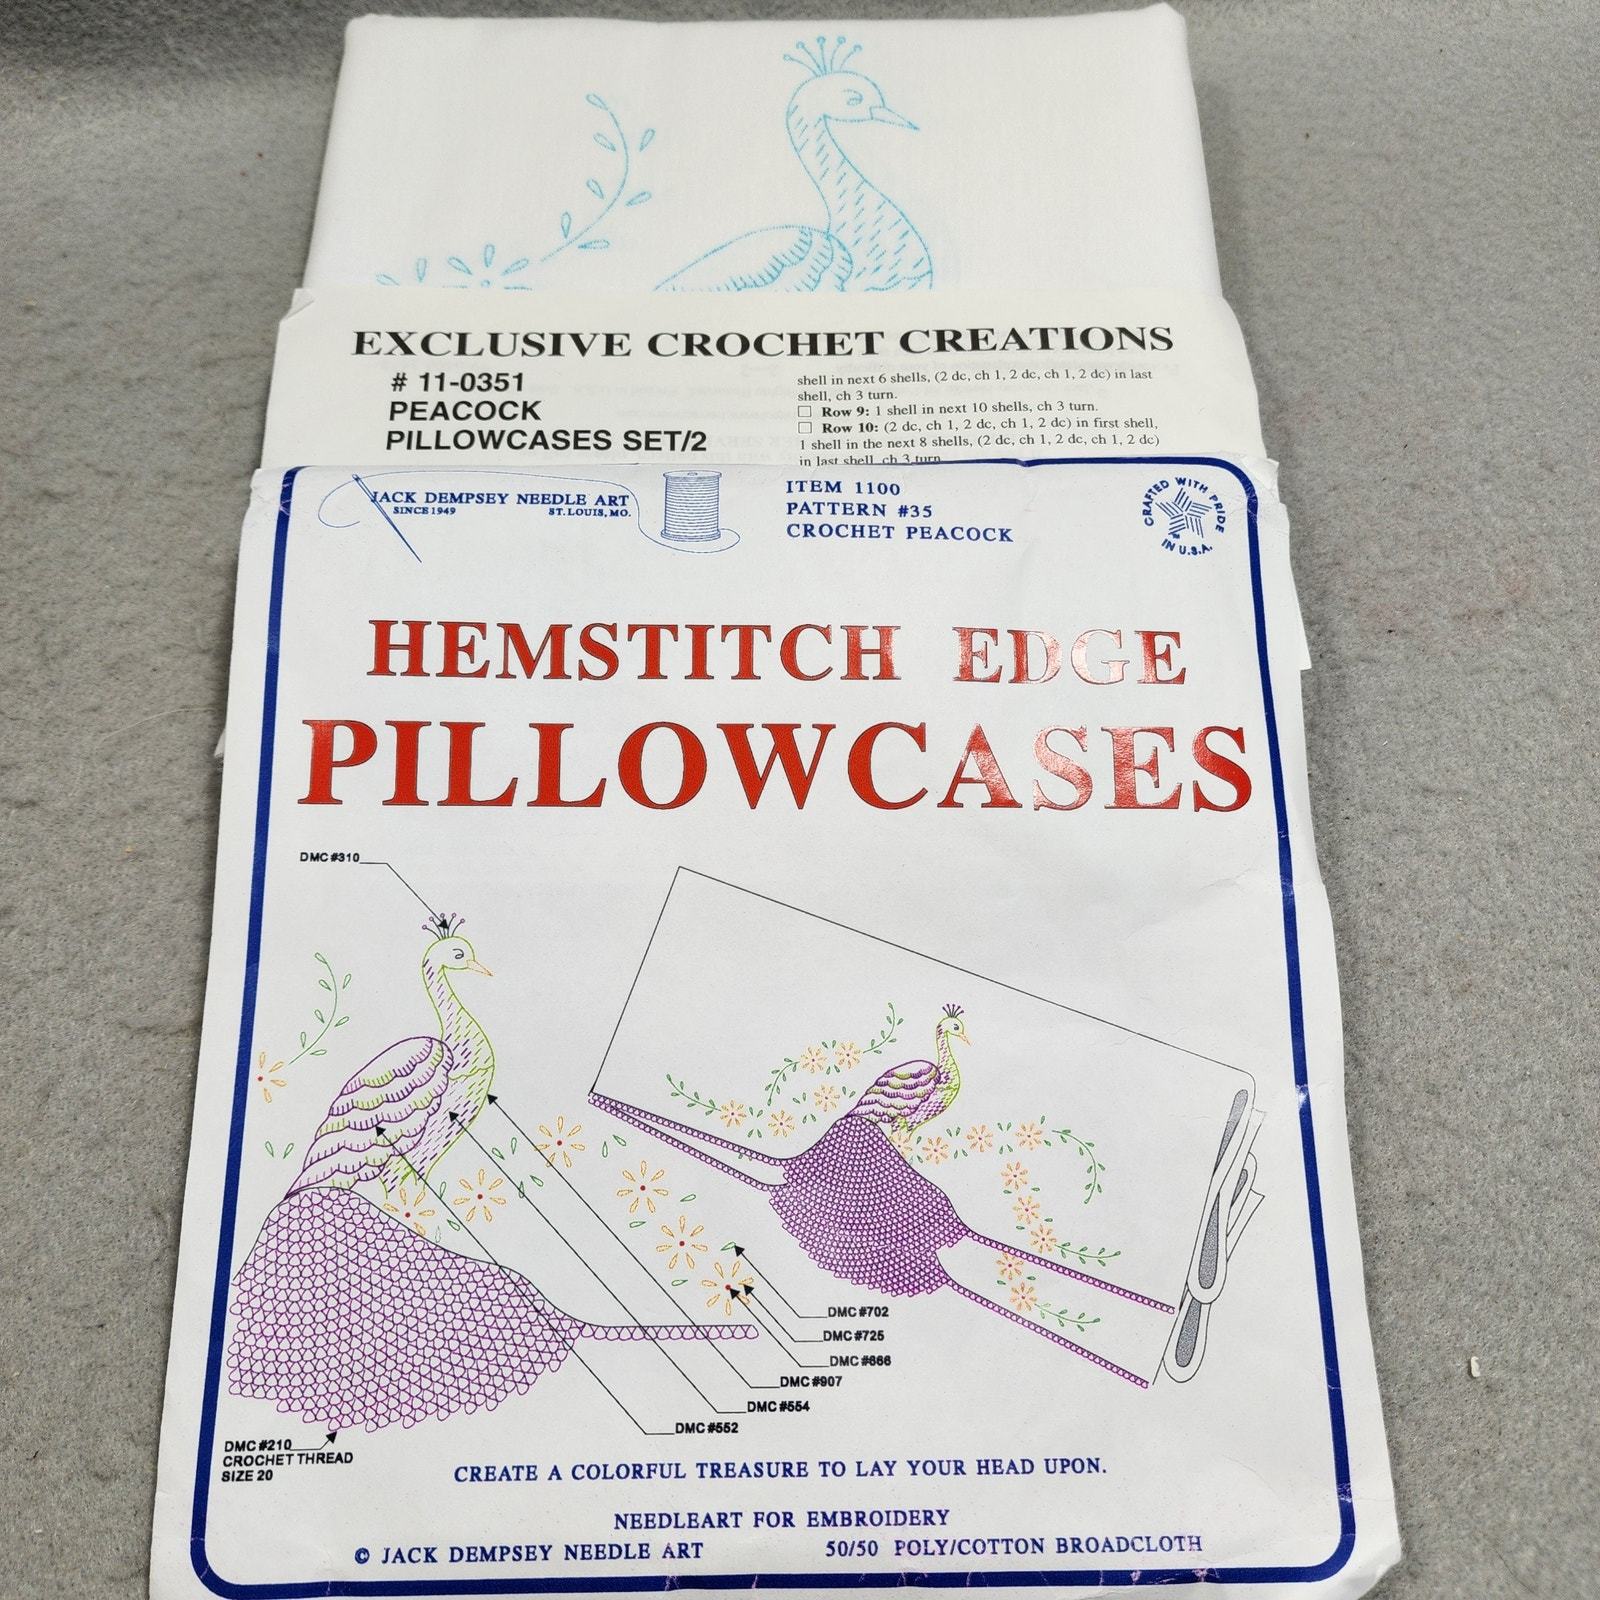 EXCLUSIVE CROCHET CREATIONS
# 11-0351
PEACOCK
PILLOWCASES SET/2
shell in next 6 shells, (2 dc, ch 1, 2 dc, ch 1, 2 dc) in last
shell, ch 3 turn.
Row 9: 1 shell in next 10 shells, ch 3 turn.
Row 10: (2 dc, ch 1, 2 dc, ch 1, 2 dc) in first shell,
1 shell in the next 8 shells, (2 dc, ch 1, 2 dc, ch 1, 2 dc)
in last shell, ch 3 turn.
JACK DEMPSEY NEEDLE ART
SINCE 1949 ST. LOUIS, MO.
ITEM 1100
PATTERN #35
CROCHET PEACOCK
CRAFTED WITH PRIDE
IN U.S.A.
HEMSTITCH EDGE
PILLOWCASES
DMC #310
DMC #702
DMC #725
DMC #666
DMC #907
DMC #554
DMC #552
DMC #210
CROCHET THREAD
SIZE 20
CREATE A COLORFUL TREASURE TO LAY YOUR HEAD UPON.
NEEDLEART FOR EMBROIDERY
© JACK DEMPSEY NEEDLE ART 50/50 POLY/COTTON BROADCLOTH